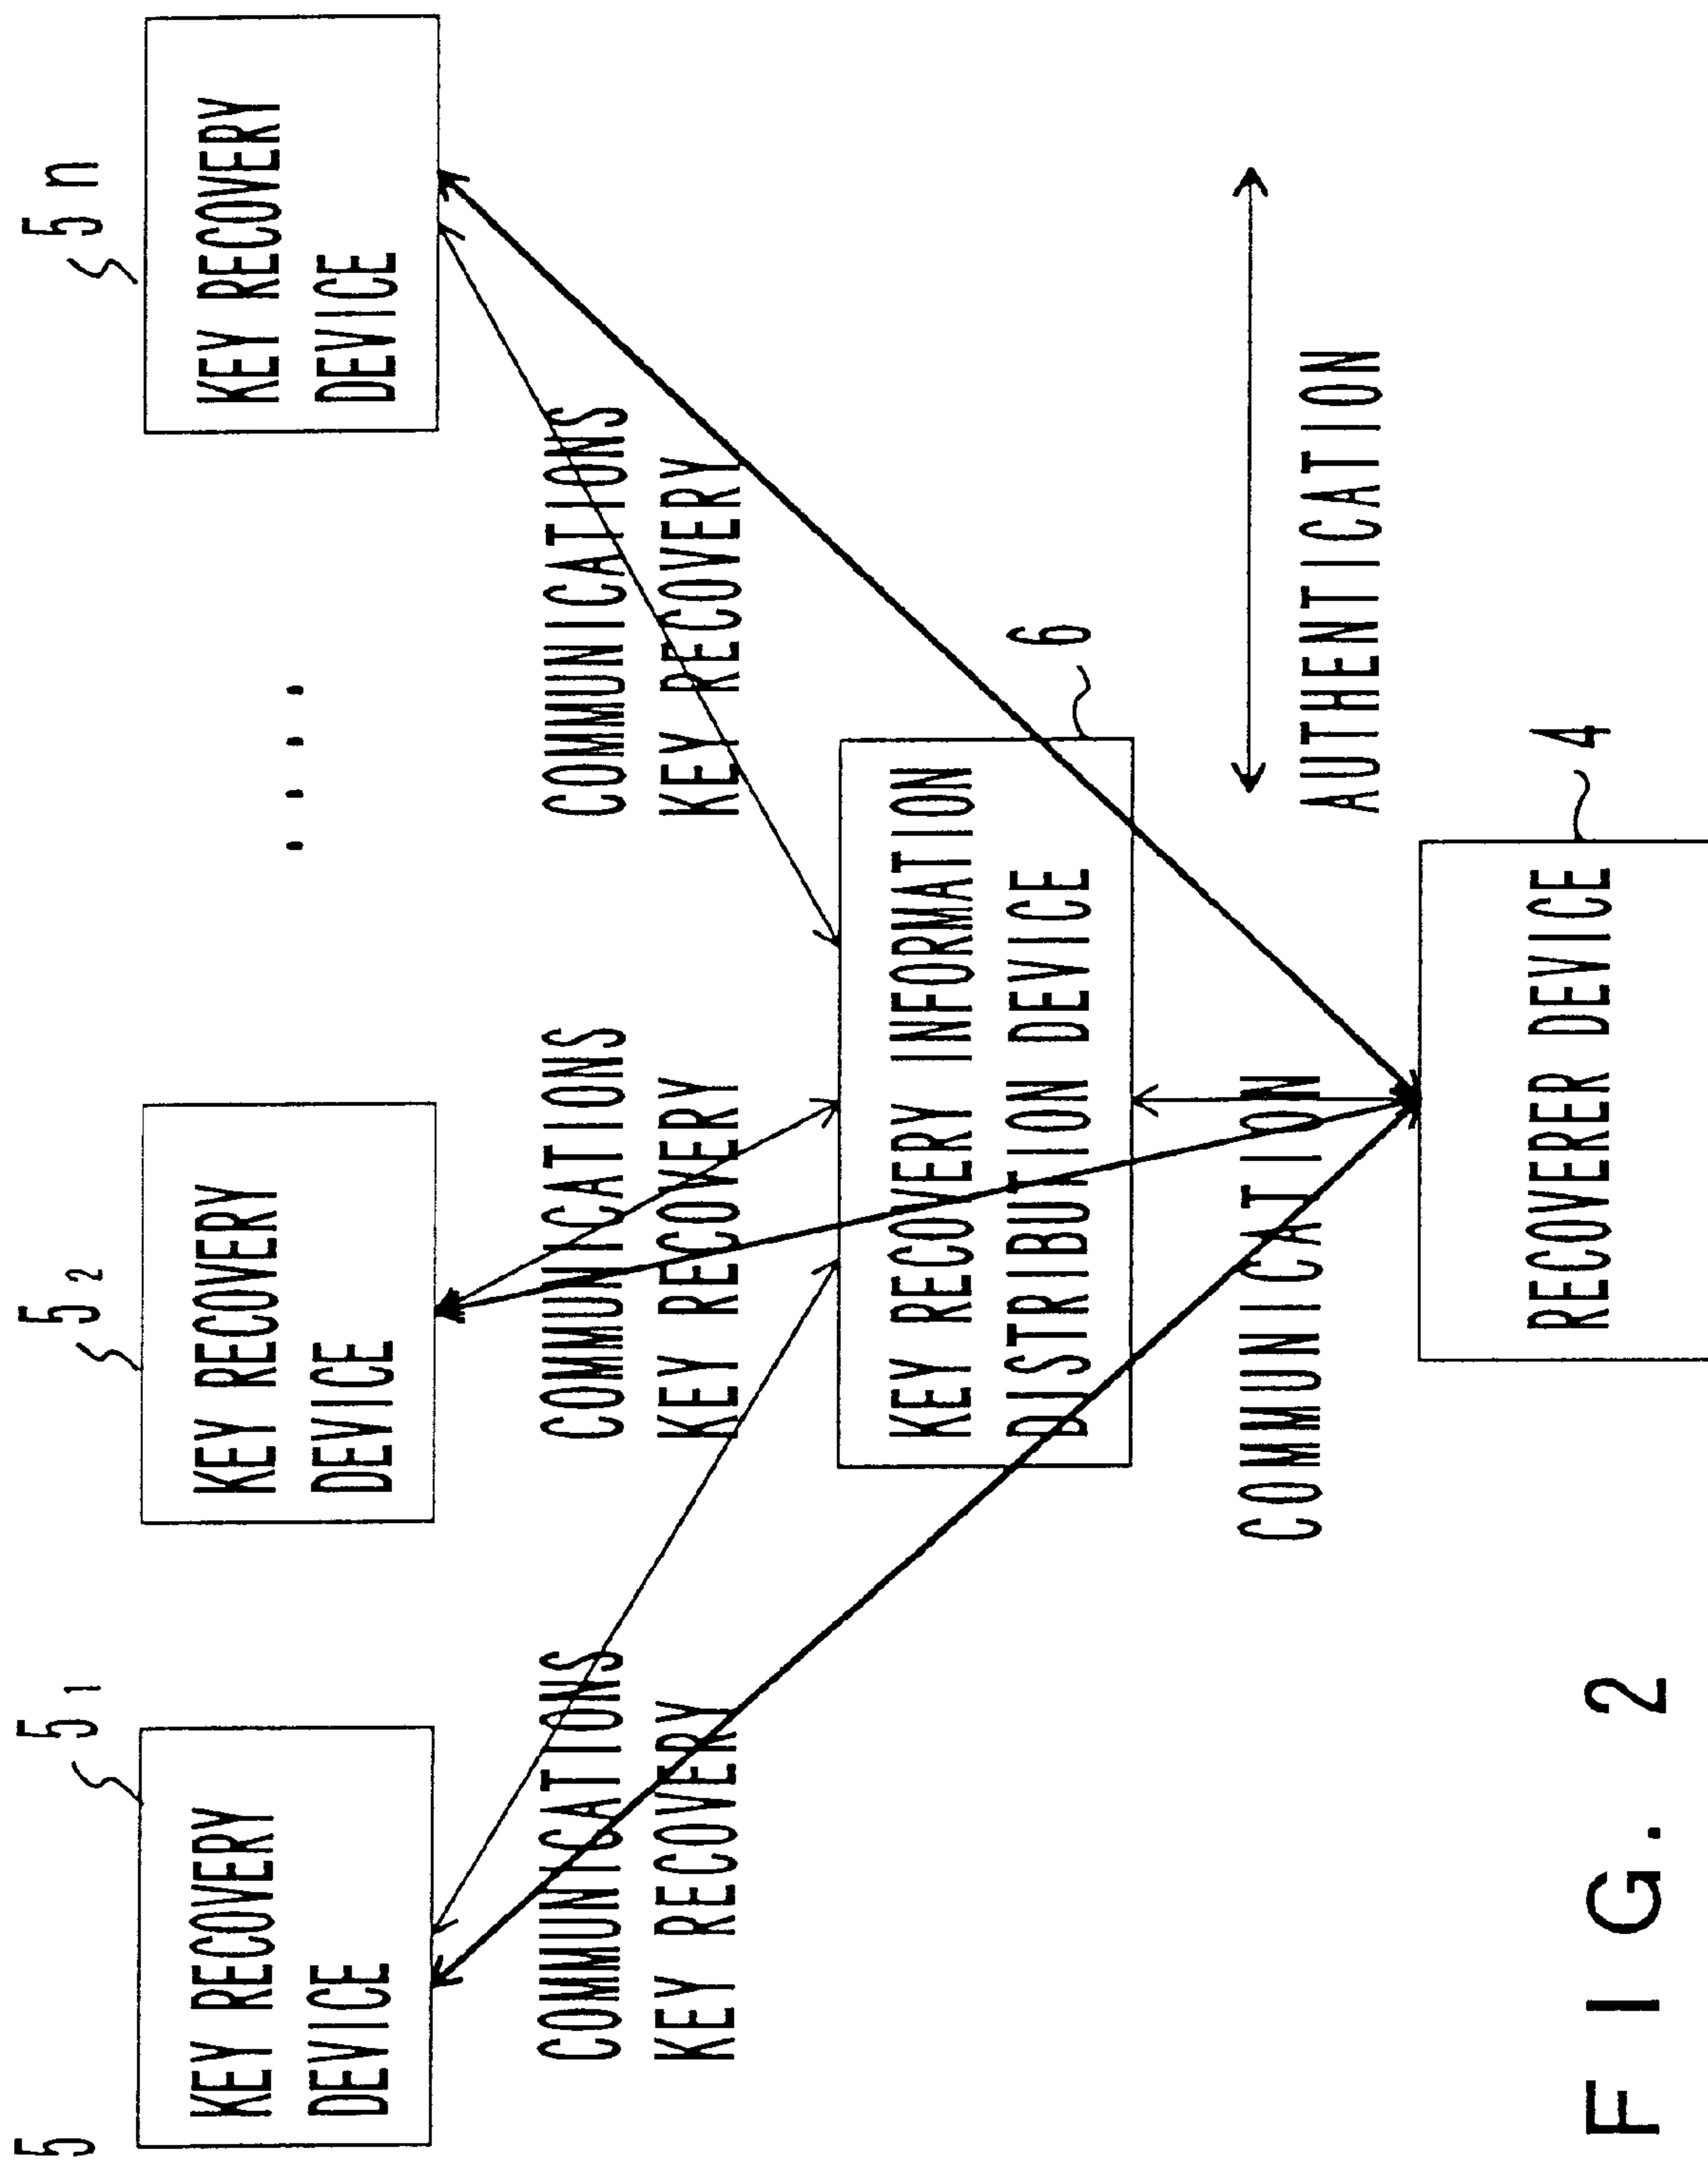 5
5₁
5₂
5n
KEY RECOVERY
DEVICE
KEY RECOVERY
DEVICE
KEY RECOVERY
DEVICE
. . . .
COMMUNICATIONS
KEY RECOVERY
COMMUNICATIONS
KEY RECOVERY
COMMUNICATIONS
KEY RECOVERY
6
KEY RECOVERY INFORMATION
DISTRIBUTION DEVICE
COMMUNICATION
AUTHENTICATION
4
RECOVERER DEVICE
FIG. 2